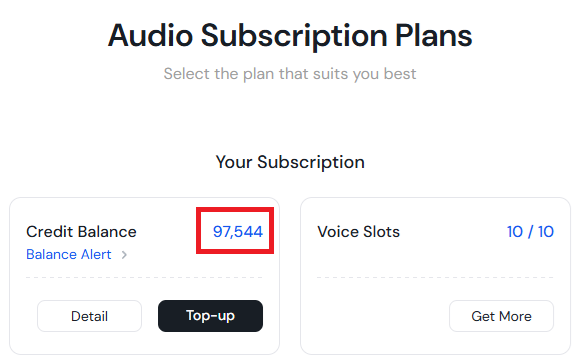 Audio Subscription Plans
Select the plan that suits you best
Your Subscription
Credit Balance 97,544
Balance Alert >
Detail Top-up
Voice Slots 10 / 10
Get More